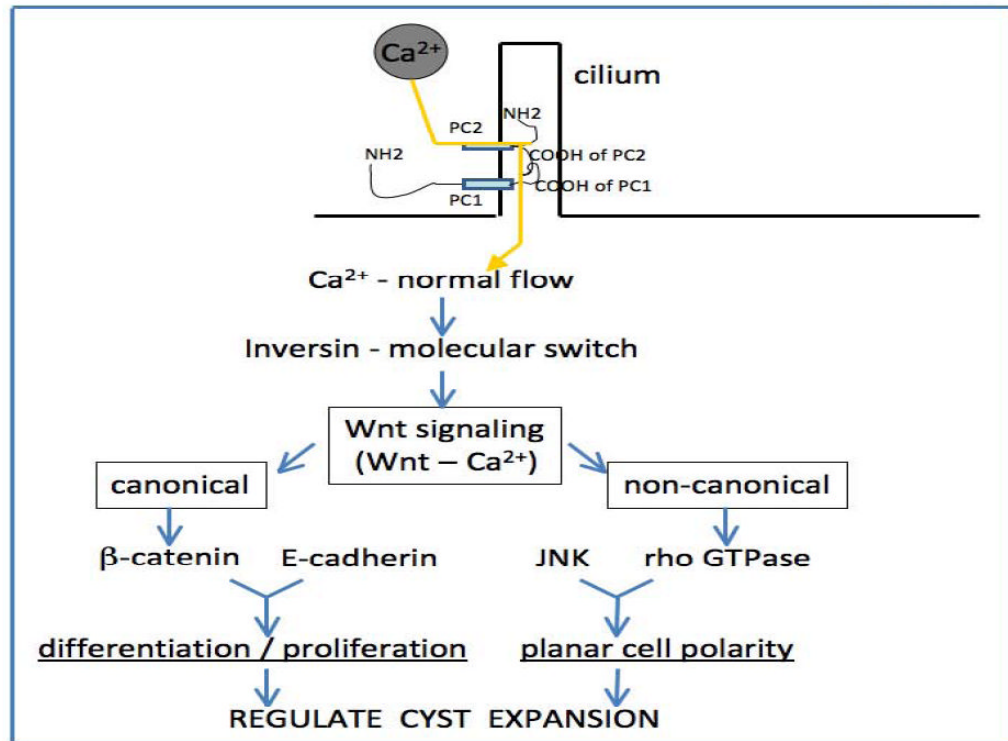 Ca²⁺
cilium
NH2
PC2
NH2
COOH of PC2
COOH of PC1
PC1
Ca²⁺ - normal flow
Inversin - molecular switch
Wnt signaling
(Wnt – Ca²⁺)
canonical
non-canonical
β-catenin E-cadherin JNK rho GTPase
differentiation / proliferation planar cell polarity
REGULATE CYST EXPANSION